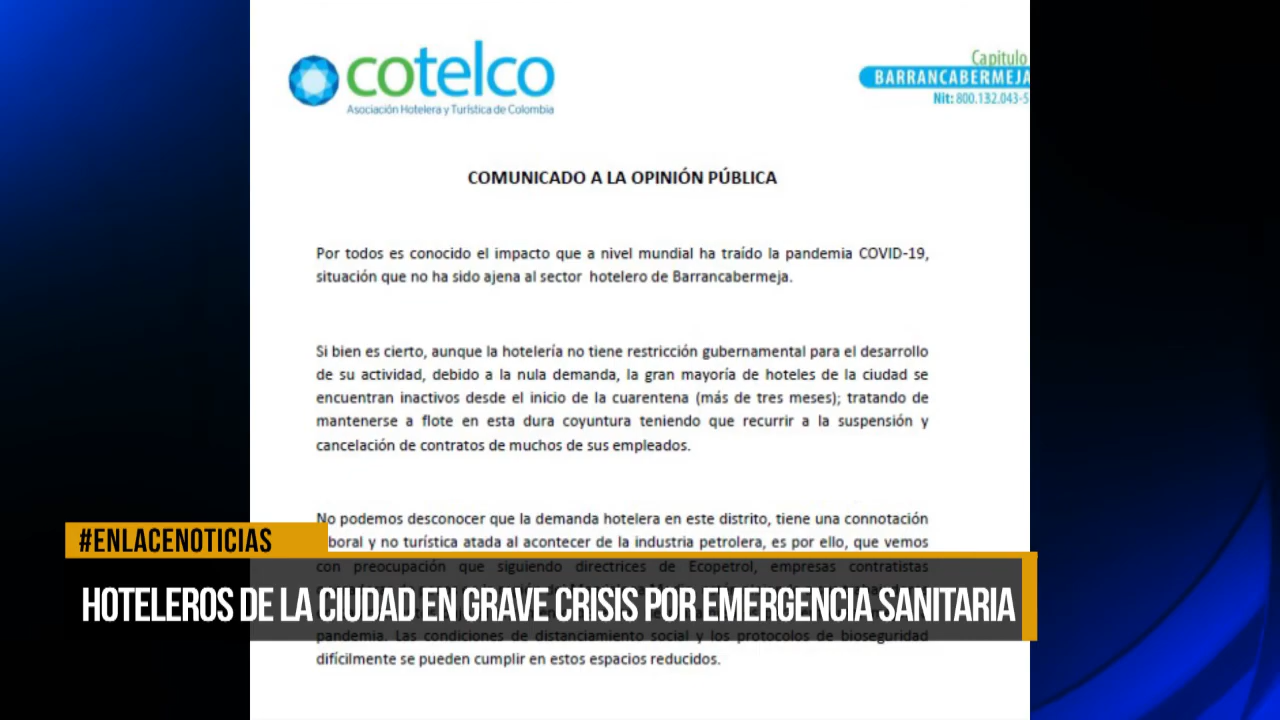 cotelco
Asociación Hotelera y Turística de Colombia
Capitulo
BARRANCABERMEJA
Nit: 800.132.043-5
COMUNICADO A LA OPINIÓN PÚBLICA
Por todos es conocido el impacto que a nivel mundial ha traído la pandemia COVID-19,
situación que no ha sido ajena al sector hotelero de Barrancabermeja.
Si bien es cierto, aunque la hotelería no tiene restricción gubernamental para el desarrollo
de su actividad, debido a la nula demanda, la gran mayoría de hoteles de la ciudad se
encuentran inactivos desde el inicio de la cuarentena (más de tres meses); tratando de
mantenerse a flote en esta dura coyuntura teniendo que recurrir a la suspensión y
cancelación de contratos de muchos de sus empleados.
No podemos desconocer que la demanda hotelera en este distrito, tiene una connotación
boral y no turística atada al acontecer de la industria petrolera, es por ello, que vemos
con preocupación que siguiendo directrices de Ecopetrol, empresas contratistas
pandemia. Las condiciones de distanciamiento social y los protocolos de bioseguridad
difícilmente se pueden cumplir en estos espacios reducidos.
#ENLACENOTICIAS
HOTELEROS DE LA CIUDAD EN GRAVE CRISIS POR EMERGENCIA SANITARIA